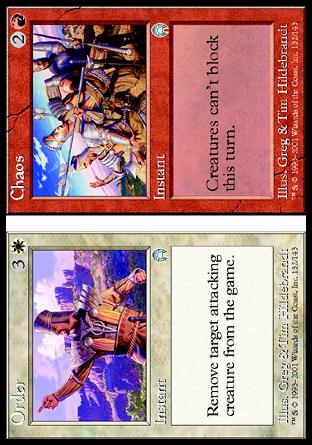 Chaos 2
Instant
Creatures can't block
this turn.
Illus. Greg & Tim Hildebrandt
™ & © 1993-2001 Wizards of the Coast, Inc. 132/143
Order 3
Instant
Remove target attacking
creature from the game.
Illus. Greg & Tim Hildebrandt
™ & © 1993-2001 Wizards of the Coast, Inc. 132/143